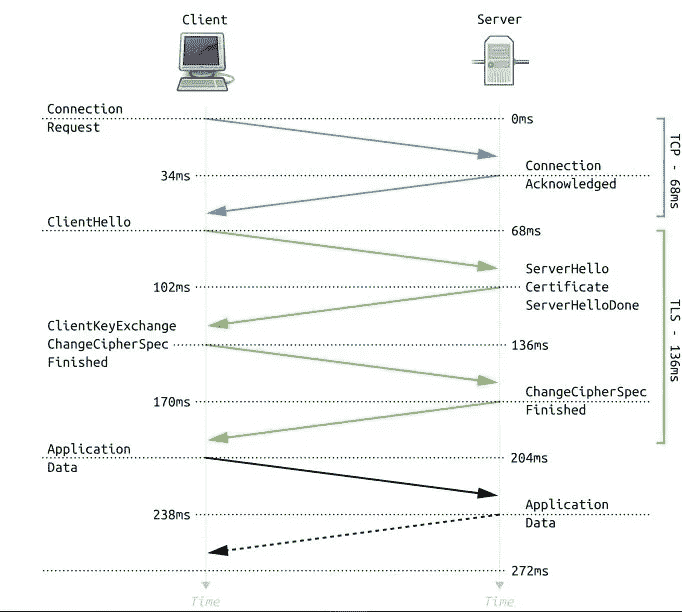 Client
Server
Connection
Request
0ms
34ms
Connection
Acknowledged
TCP - 68ms
ClientHello
68ms
ServerHello
102ms
Certificate
ServerHelloDone
ClientKeyExchange
ChangeCipherSpec
136ms
Finished
TLS - 136ms
ChangeCipherSpec
170ms
Finished
Application
Data
204ms
238ms
Application
Data
272ms
Time
Time